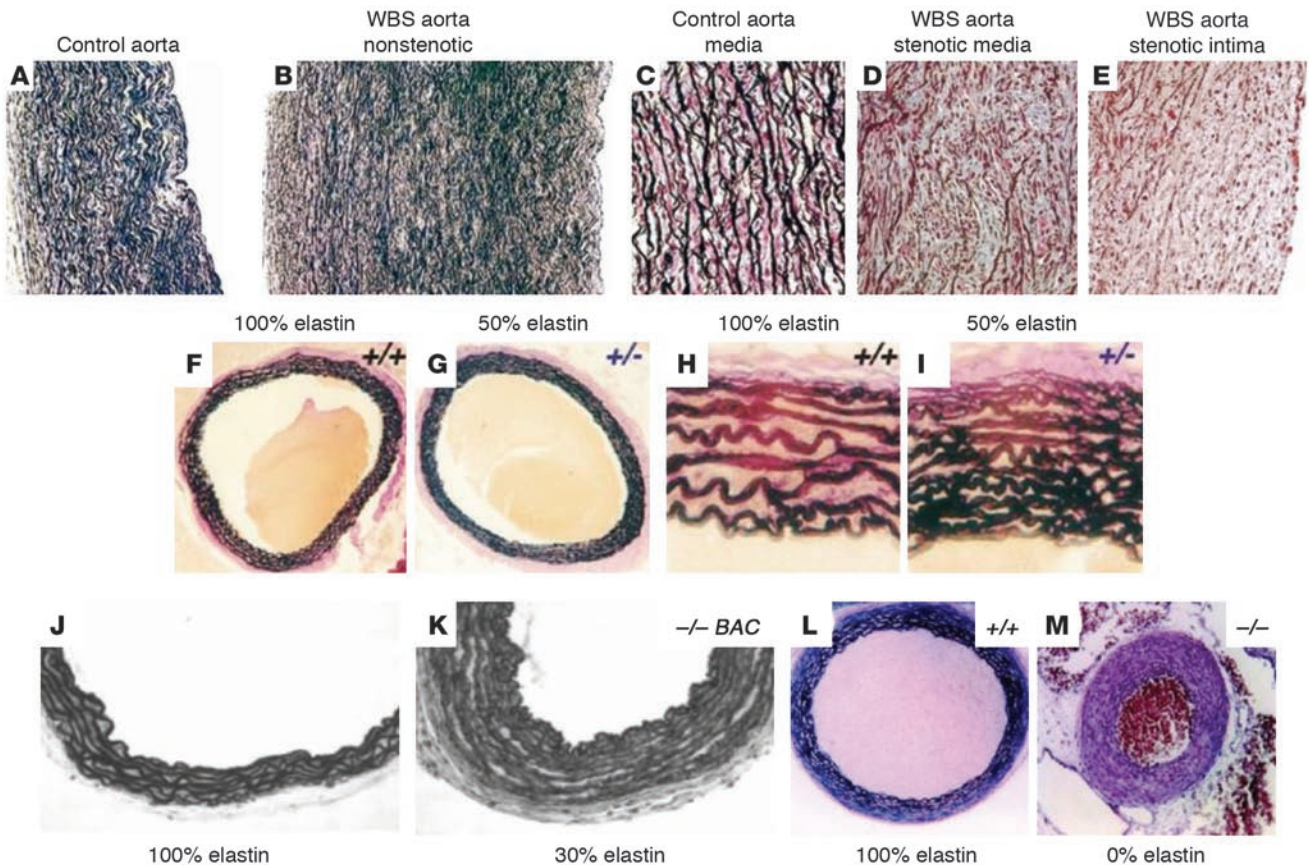 Control aorta
WBS aorta
nonstenotic
Control aorta
media
WBS aorta
stenotic media
WBS aorta
stenotic intima
A
B
C
D
E
100% elastin
50% elastin
100% elastin
50% elastin
F
+/+
G
+/-
H
+/+
I
+/-
J
K
–/– BAC
L
+/+
M
–/–
100% elastin
30% elastin
100% elastin
0% elastin